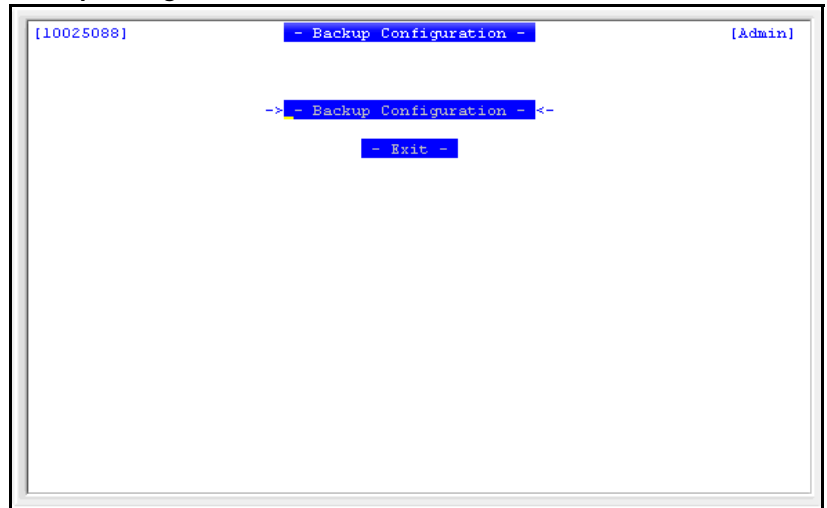 [10025088] - Backup Configuration - [Admin]
->_- Backup Configuration - <-
- Exit -